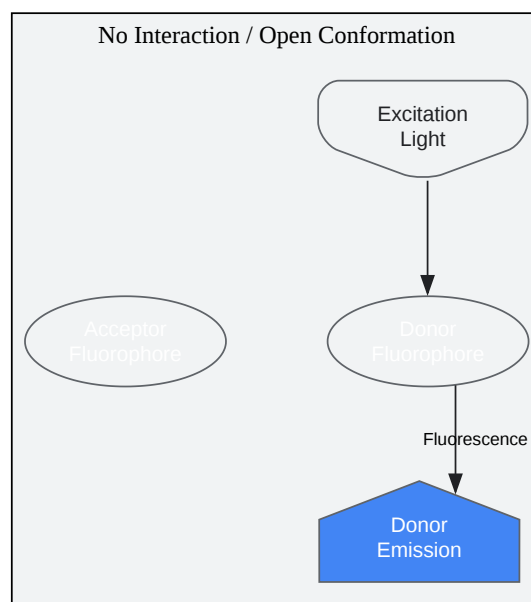 No Interaction / Open Conformation
Excitation
Light
Acceptor
Fluorophore
Donor
Fluorophore
Fluorescence
Donor
Emission